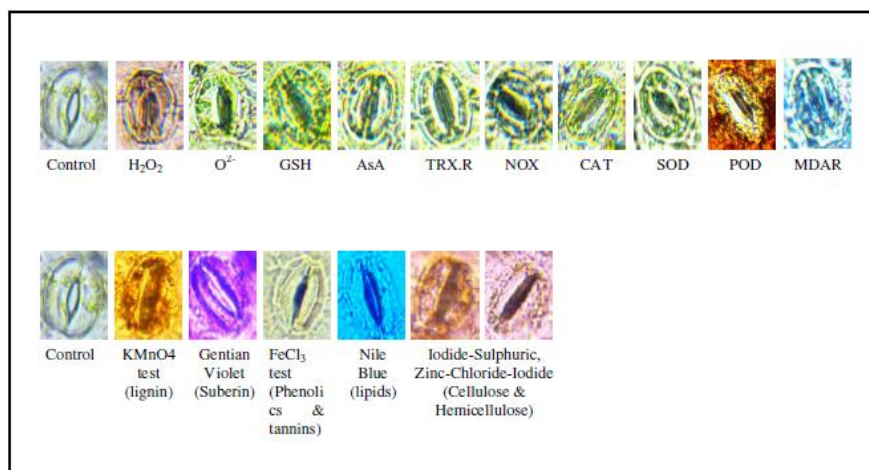 Control H₂O₂ O²⁻ GSH AsA TRX.R NOX CAT SOD POD MDAR
Control KMnO4 Gentian FeCl₃ Nile Iodide-Sulphuric,
test Violet test Blue Zinc-Chloride-Iodide
(lignin) (Suberin) (Phenoli (lipids) (Cellulose &
cs & Hemicellulose)
tannins)